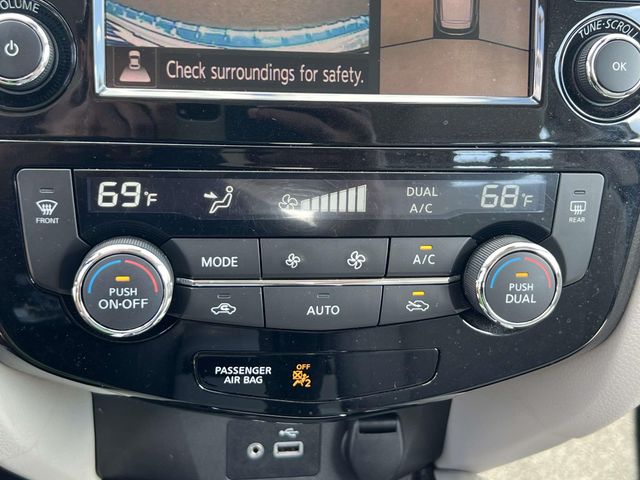 VOLUME
TUNE·SCROLL
OK
Check surroundings for safety.
69°F
DUAL
A/C
68°F
FRONT
REAR
MODE
A/C
PUSH
ON·OFF
PUSH
DUAL
AUTO
PASSENGER
AIR BAG
OFF
2